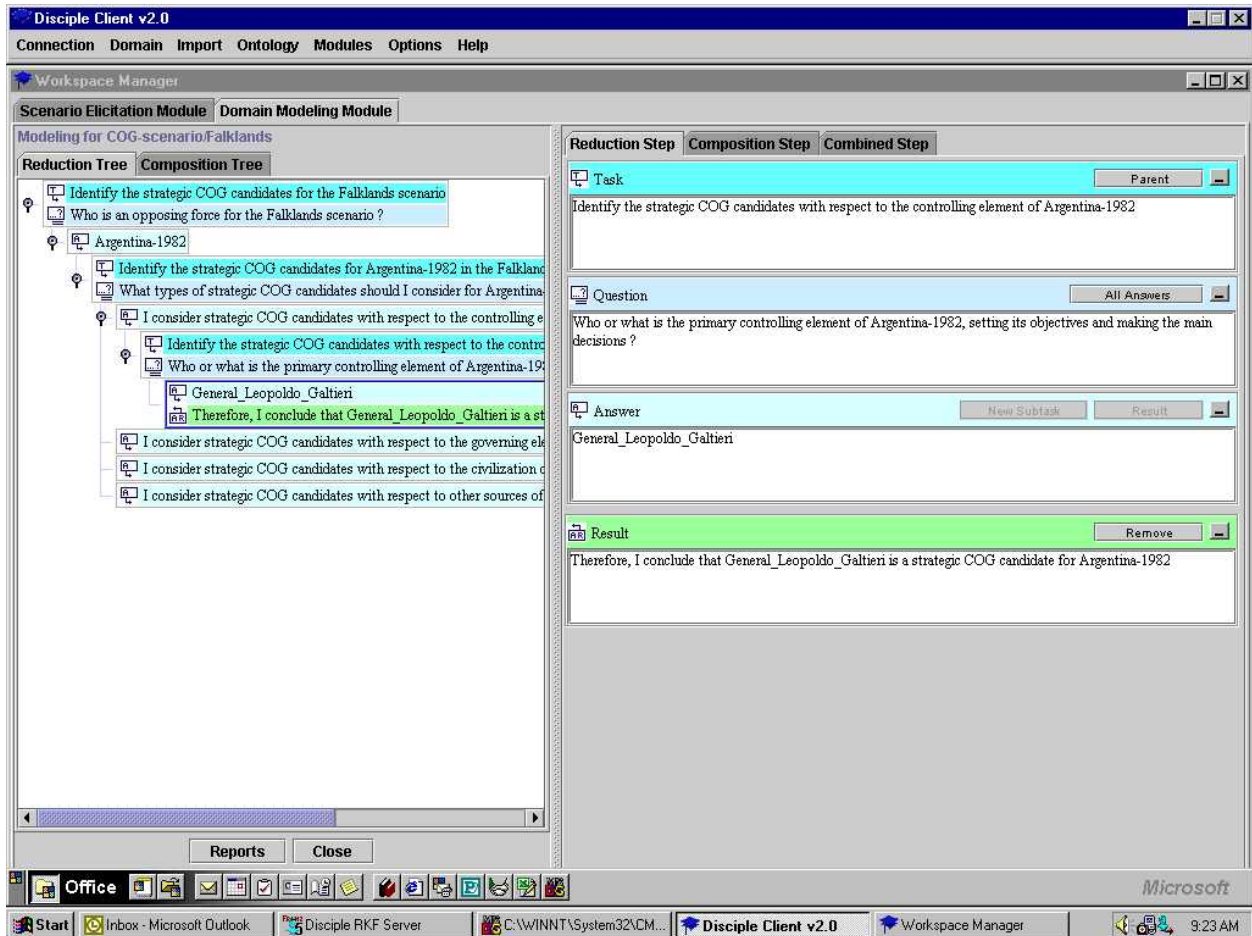 Disciple Client v2.0
Connection Domain Import Ontology Modules Options Help
Workspace Manager
Scenario Elicitation Module Domain Modeling Module
Modeling for COG-scenario/Falklands
Reduction Tree Composition Tree
Identify the strategic COG candidates for the Falklands scenario
Who is an opposing force for the Falklands scenario ?
Argentina-1982
Identify the strategic COG candidates for Argentina-1982 in the Falkland
What types of strategic COG candidates should I consider for Argentina-
I consider strategic COG candidates with respect to the controlling e
Identify the strategic COG candidates with respect to the contro
Who or what is the primary controlling element of Argentina-19
General_Leopoldo_Galtieri
Therefore, I conclude that General_Leopoldo_Galtieri is a st
I consider strategic COG candidates with respect to the governing ele
I consider strategic COG candidates with respect to the civilization
I consider strategic COG candidates with respect to other sources of
Reports Close
Reduction Step Composition Step Combined Step
Task Parent
Identify the strategic COG candidates with respect to the controlling element of Argentina-1982
Question All Answers
Who or what is the primary controlling element of Argentina-1982, setting its objectives and making the main
decisions ?
Answer New Subtask Result
General_Leopoldo_Galtieri
Result Remove
Therefore, I conclude that General_Leopoldo_Galtieri is a strategic COG candidate for Argentina-1982
Office Microsoft
Start Inbox - Microsoft Outlook Disciple RKF Server C:\WINNT\System32\CM... Disciple Client v2.0 Workspace Manager 9:23 AM